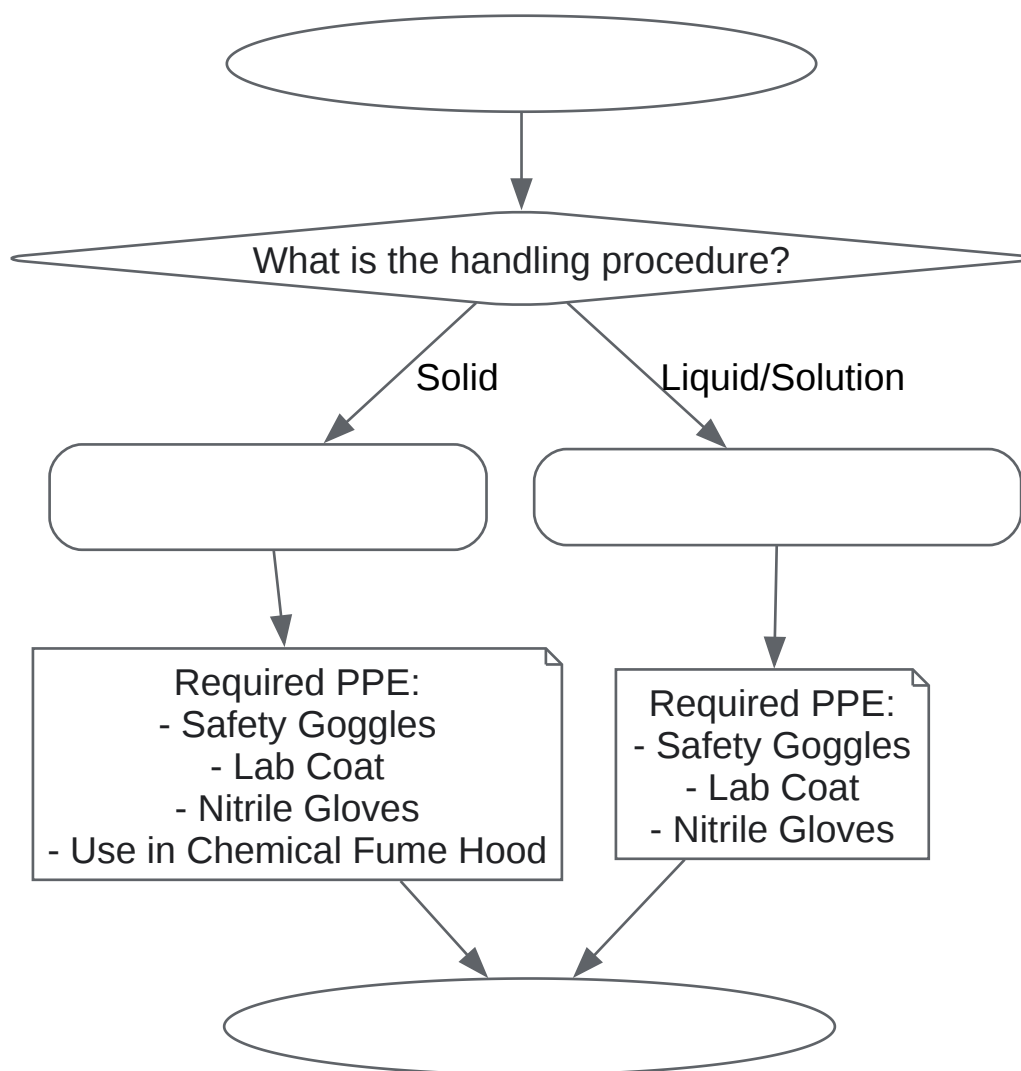 What is the handling procedure?
Solid
Liquid/Solution
Required PPE:
- Safety Goggles
- Lab Coat
- Nitrile Gloves
- Use in Chemical Fume Hood
Required PPE:
- Safety Goggles
- Lab Coat
- Nitrile Gloves